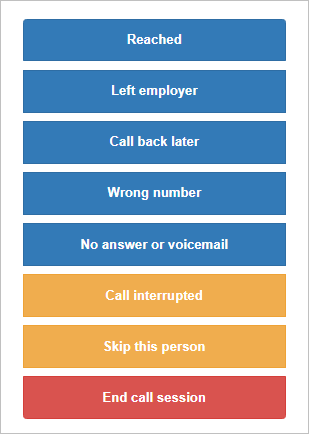 Reached
Left employer
Call back later
Wrong number
No answer or voicemail
Call interrupted
Skip this person
End call session